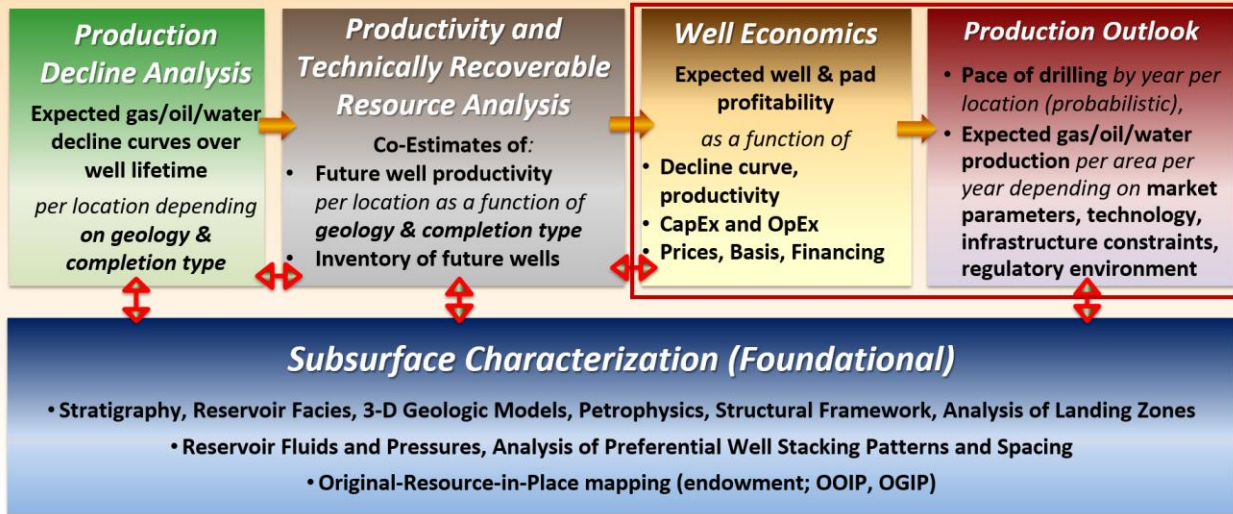 Production
Decline Analysis
Expected gas/oil/water
decline curves over
well lifetime
per location depending
on geology &
completion type
Productivity and
Technically Recoverable
Resource Analysis
Co-Estimates of:
• Future well productivity
per location as a function of
geology & completion type
• Inventory of future wells
Well Economics
Expected well & pad
profitability
as a function of
• Decline curve,
productivity
• CapEx and OpEx
• Prices, Basis, Financing
Production Outlook
• Pace of drilling by year per
location (probabilistic),
• Expected gas/oil/water
production per area per
year depending on market
parameters, technology,
infrastructure constraints,
regulatory environment
Subsurface Characterization (Foundational)
• Stratigraphy, Reservoir Facies, 3-D Geologic Models, Petrophysics, Structural Framework, Analysis of Landing Zones
• Reservoir Fluids and Pressures, Analysis of Preferential Well Stacking Patterns and Spacing
• Original-Resource-in-Place mapping (endowment; OOIP, OGIP)